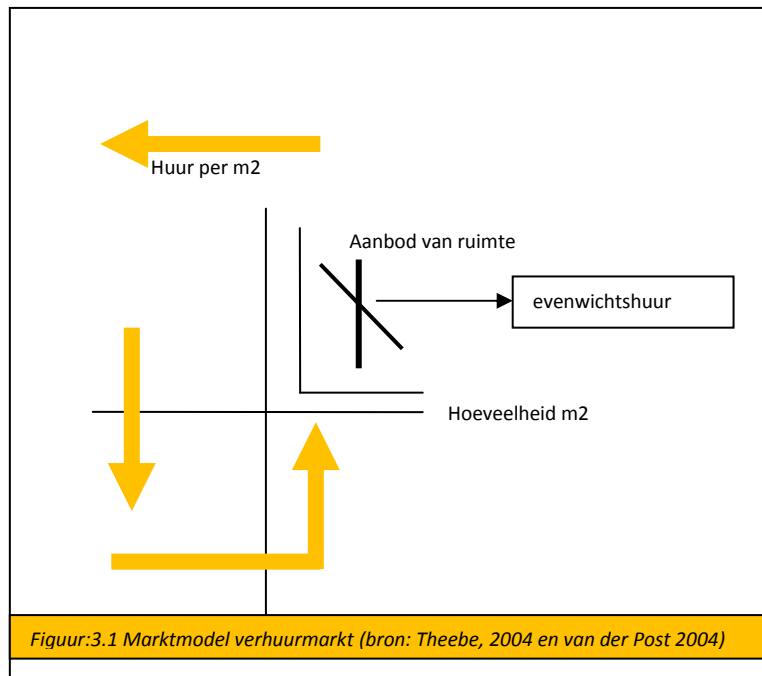 Huur per m2
Aanbod van ruimte
evenwichtshuur
Hoeveelheid m2
Figuur:3.1 Marktmodel verhuurmarkt (bron: Theebe, 2004 en van der Post 2004)